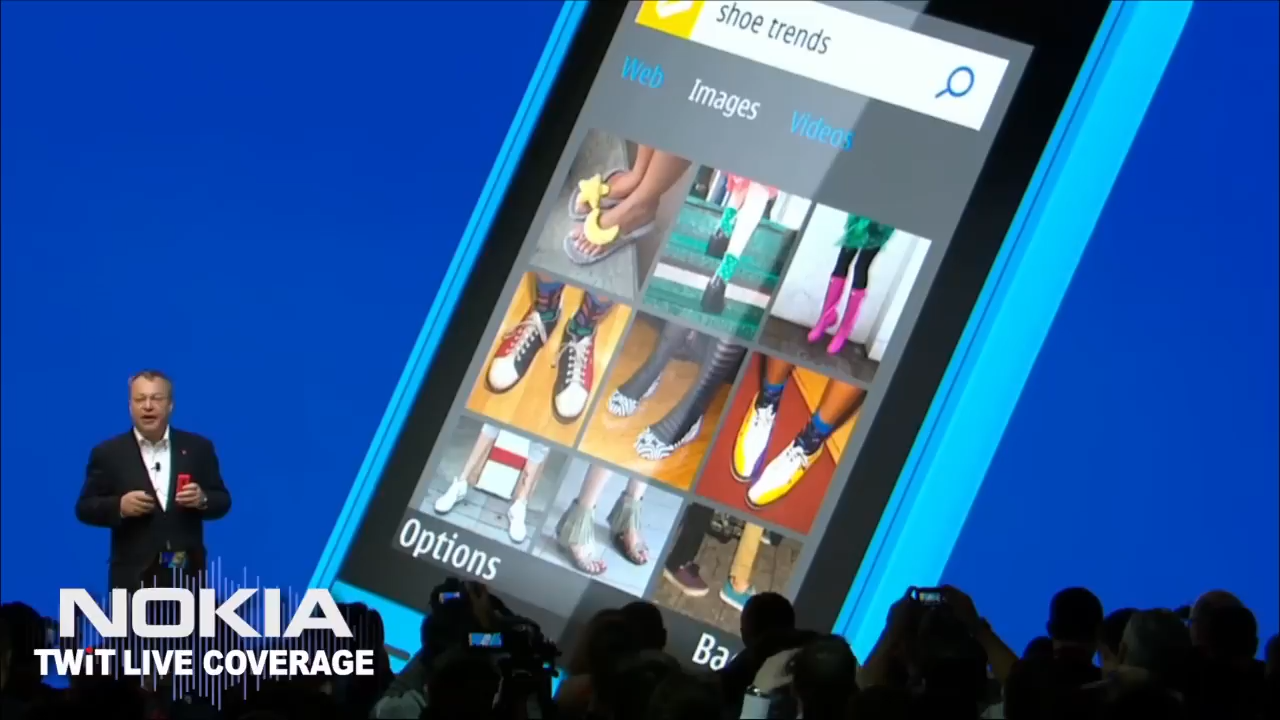 shoe trends
Web Images Videos
Options
Ba
NOKIA
TWiT LIVE COVERAGE